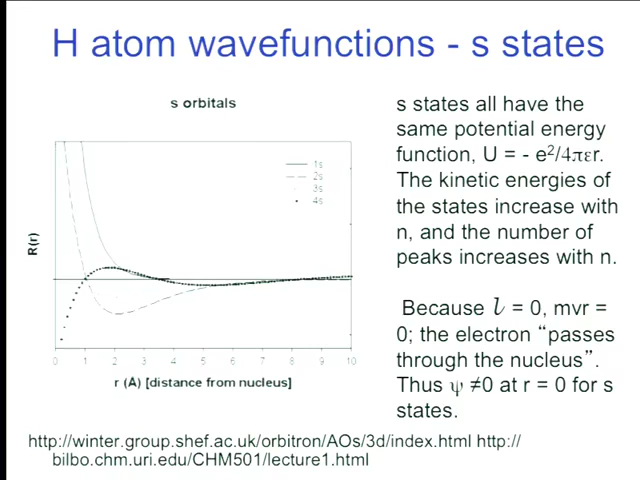 H atom wavefunctions - s states
s orbitals
s states all have the
same potential energy
function, U = - e²/4πεr.
The kinetic energies of
the states increase with
n, and the number of
peaks increases with n.
Because l = 0, mvr =
0; the electron “passes
through the nucleus”.
Thus ψ ≠0 at r = 0 for s
states.
1s
2s
3s
4s
R(r)
0 1 2 3 4 5 6 7 8 9 10
r (Å) [distance from nucleus]
http://winter.group.shef.ac.uk/orbitron/AOs/3d/index.html http://
bilbo.chm.uri.edu/CHM501/lecture1.html